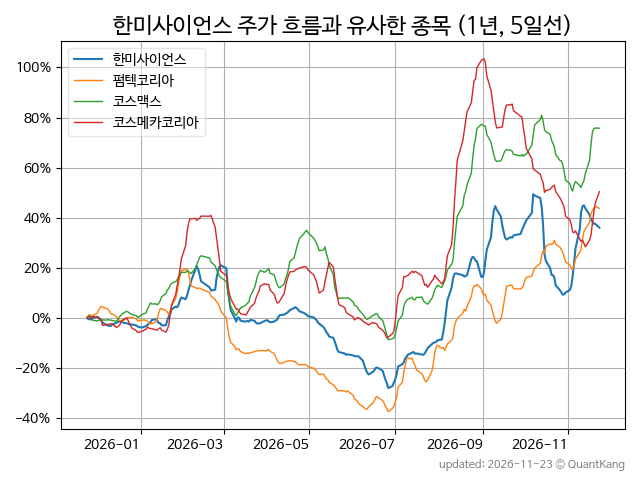 한미사이언스 주가 흐름과 유사한 종목 (1년, 5일선)
한미사이언스
펌텍코리아
코스맥스
코스메카코리아
100%
80%
60%
40%
20%
0%
−20%
−40%
2026-01
2026-03
2026-05
2026-07
2026-09
2026-11
updated: 2026-11-23 © QuantKang